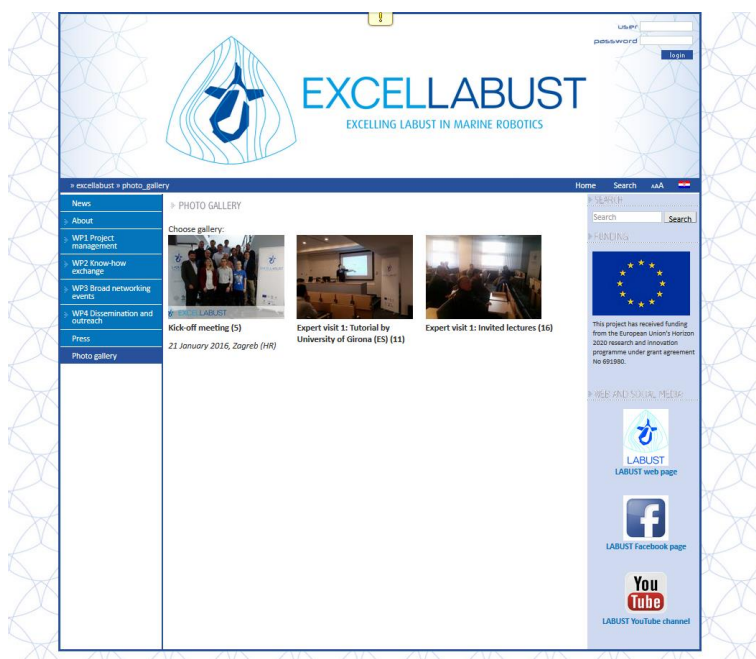 !
user
password
login
EXCELLABUST
EXCELLING LABUST IN MARINE ROBOTICS
» excellabust » photo_gallery
Home Search AAA
News
About
WP1 Project
management
WP2 Know-how
exchange
WP3 Broad networking
events
WP4 Dissemination and
outreach
Press
Photo gallery
PHOTO GALLERY
Choose gallery:
EXCELLABUST
Kick-off meeting (5)
21 January 2016, Zagreb (HR)
Expert visit 1: Tutorial by
University of Girona (ES) (11)
Expert visit 1: Invited lectures (16)
SEARCH
Search
Search
FUNDING
This project has received funding
from the European Union's Horizon
2020 research and innovation
programme under grant agreement
No 691980.
WEB AND SOCIAL MEDIA
LABUST
LABUST web page
f
LABUST Facebook page
You
Tube
LABUST YouTube channel